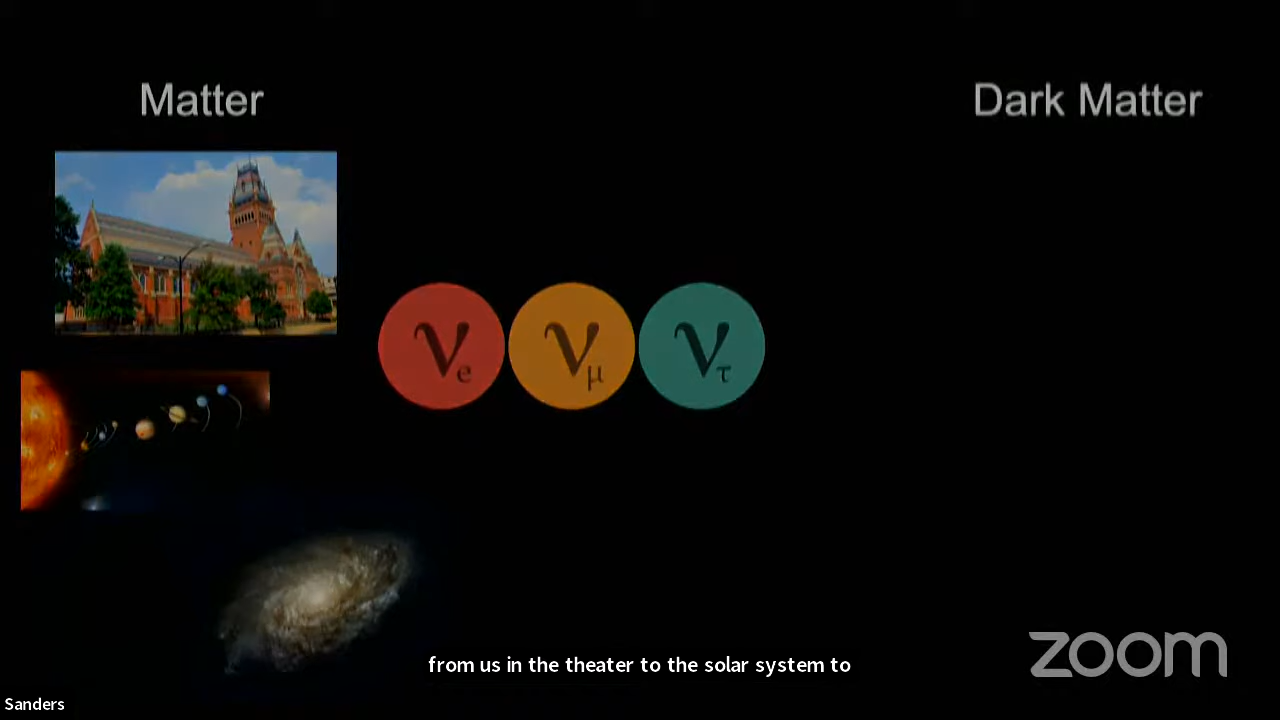 Matter
Dark Matter
νe
νμ
ντ
from us in the theater to the solar system to
zoom
Sanders